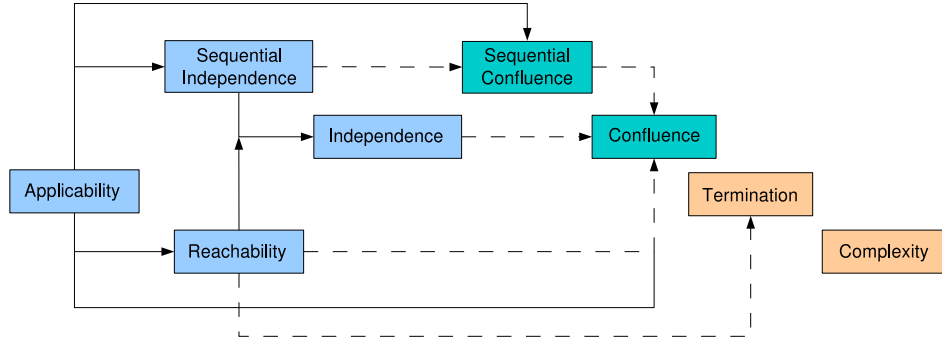 Sequential
Independence
Sequential
Confluence
Independence
Confluence
Applicability
Termination
Reachability
Complexity